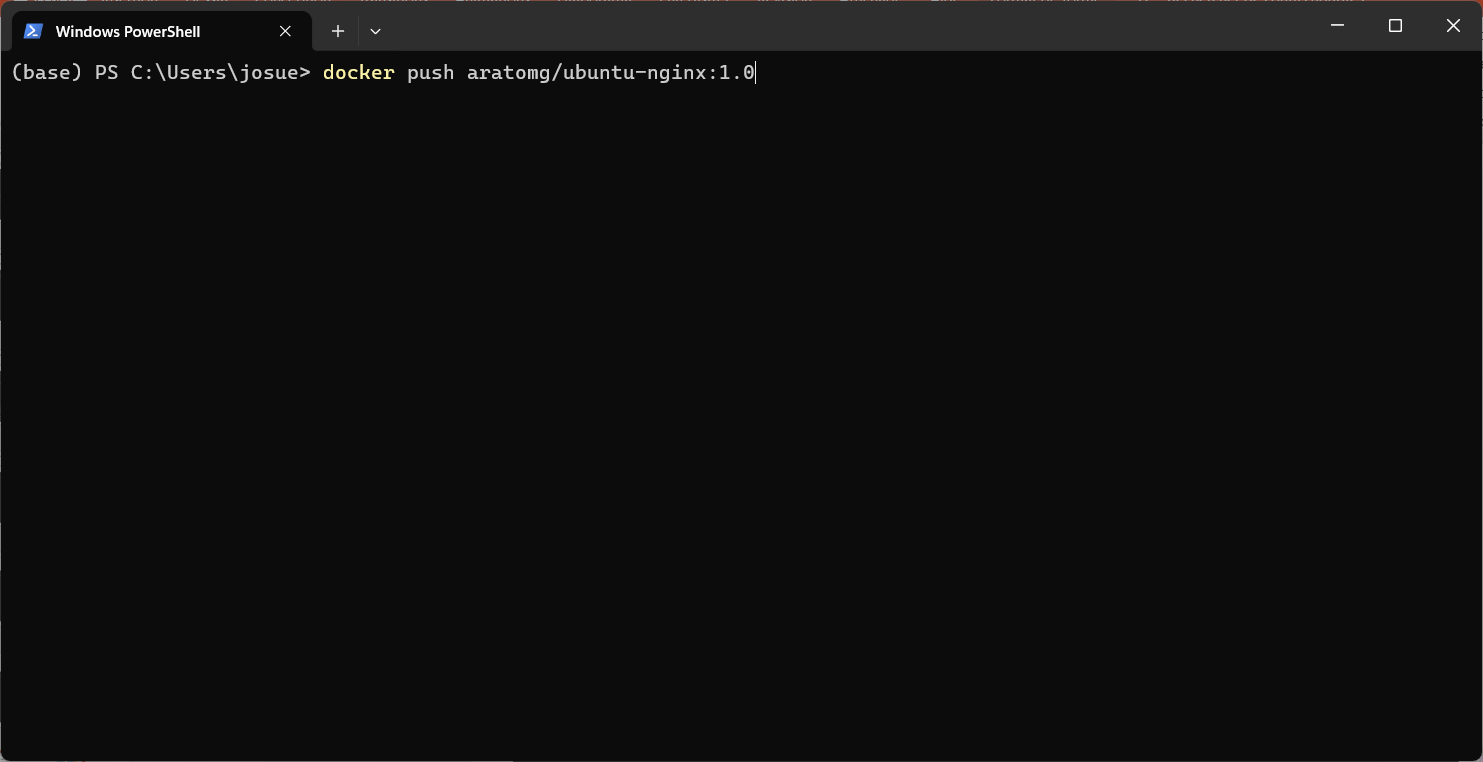 Windows PowerShell
(base) PS C:\Users\josue> docker push aratomg/ubuntu-nginx:1.0